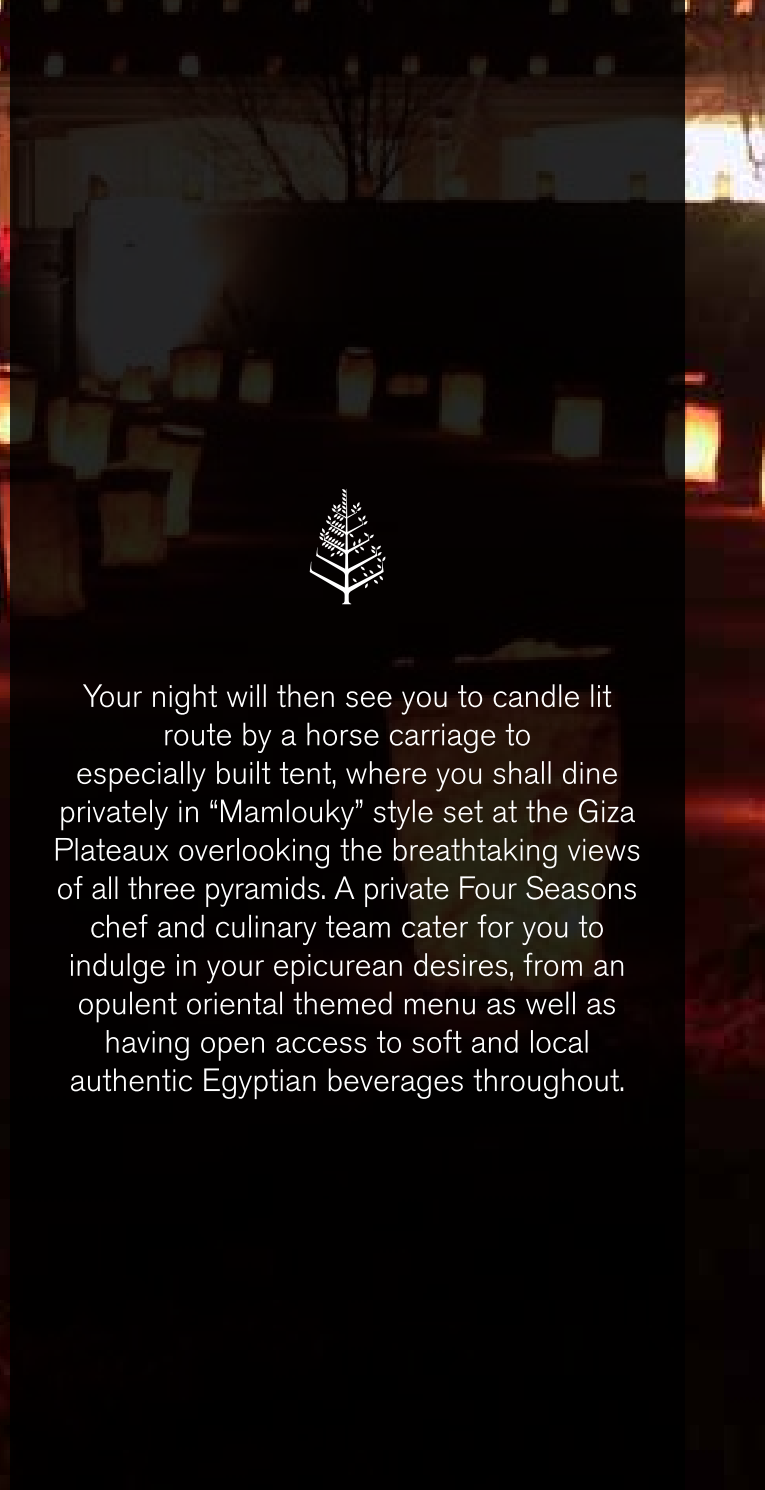 Your night will then see you to candle lit
route by a horse carriage to
especially built tent, where you shall dine
privately in “Mamlouky” style set at the Giza
Plateaux overlooking the breathtaking views
of all three pyramids. A private Four Seasons
chef and culinary team cater for you to
indulge in your epicurean desires, from an
opulent oriental themed menu as well as
having open access to soft and local
authentic Egyptian beverages throughout.